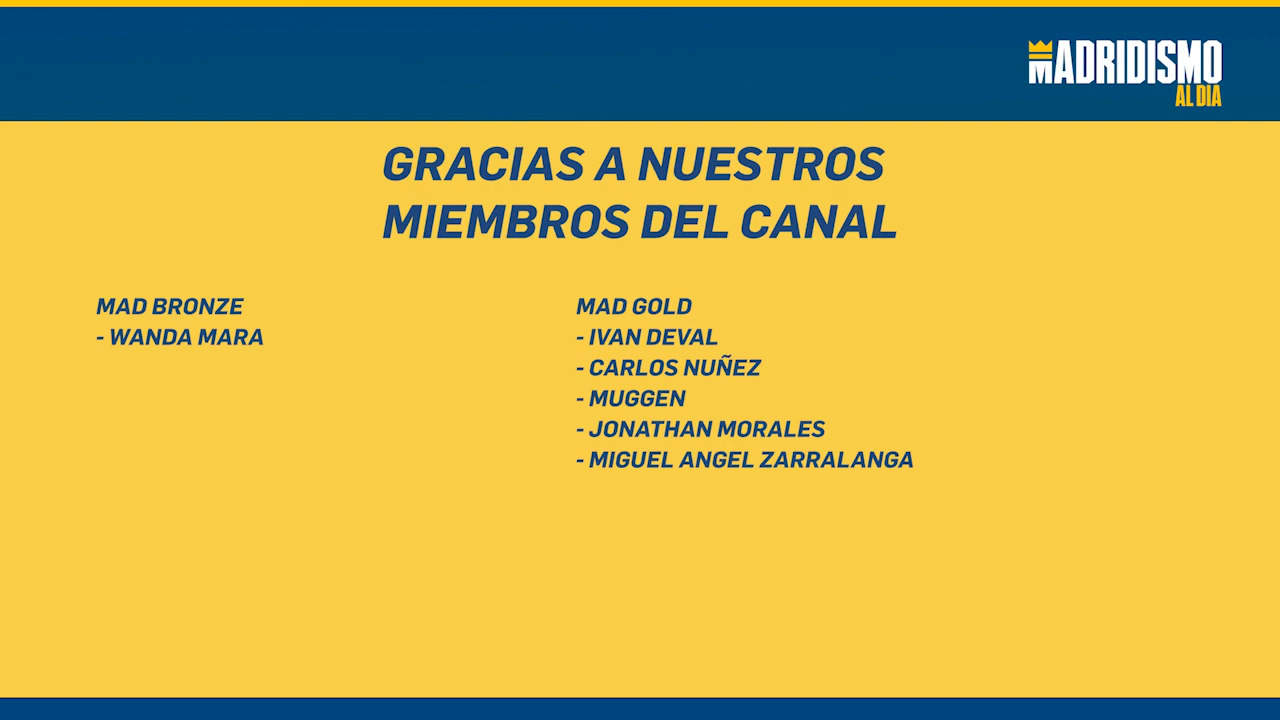 MADRIDISMO
AL DIA
GRACIAS A NUESTROS
MIEMBROS DEL CANAL
MAD BRONZE
- WANDA MARA
MAD GOLD
- IVAN DEVAL
- CARLOS NUÑEZ
- MUGGEN
- JONATHAN MORALES
- MIGUEL ANGEL ZARRALANGA